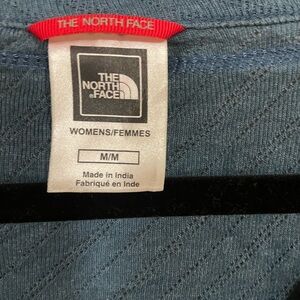 THE NORTH FACE
THE
NORTH
FACE
WOMENS/FEMMES
M/M
Made in India
Fabriqué en Inde